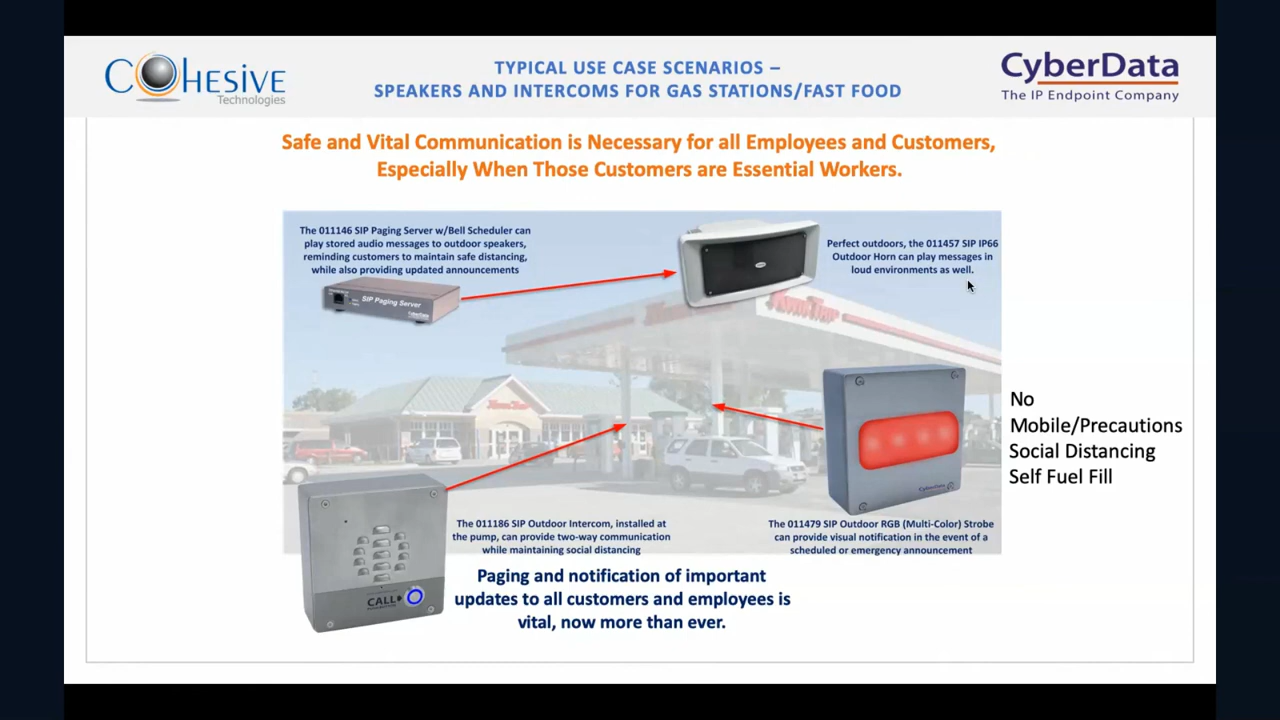 COHESIVE
Technologies
TYPICAL USE CASE SCENARIOS –
SPEAKERS AND INTERCOMS FOR GAS STATIONS/FAST FOOD
CyberData
The IP Endpoint Company
Safe and Vital Communication is Necessary for all Employees and Customers,
Especially When Those Customers are Essential Workers.
The 011146 SIP Paging Server w/Bell Scheduler can
play stored audio messages to outdoor speakers,
reminding customers to maintain safe distancing,
while also providing updated announcements
SIP Paging Server
CyberData
Perfect outdoors, the 011457 SIP IP66
Outdoor Horn can play messages in
loud environments as well.
No
Mobile/Precautions
Social Distancing
Self Fuel Fill
CyberData
CALL
The 011186 SIP Outdoor Intercom, installed at
the pump, can provide two-way communication
while maintaining social distancing
The 011479 SIP Outdoor RGB (Multi-Color) Strobe
can provide visual notification in the event of a
scheduled or emergency announcement
Paging and notification of important
updates to all customers and employees is
vital, now more than ever.